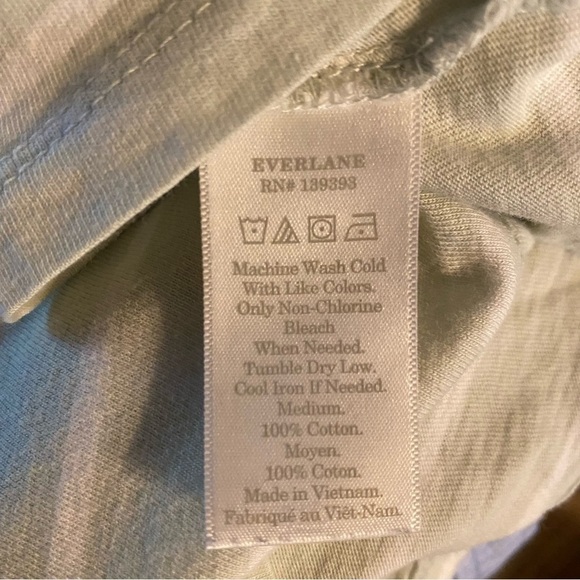 EVERLANE
RN# 139393
Machine Wash Cold
With Like Colors.
Only Non-Chlorine
Bleach
When Needed.
Tumble Dry Low.
Cool Iron If Needed.
Medium.
100% Cotton.
Moyen.
100% Coton.
Made in Vietnam.
Fabriqué au Viêt-Nam.